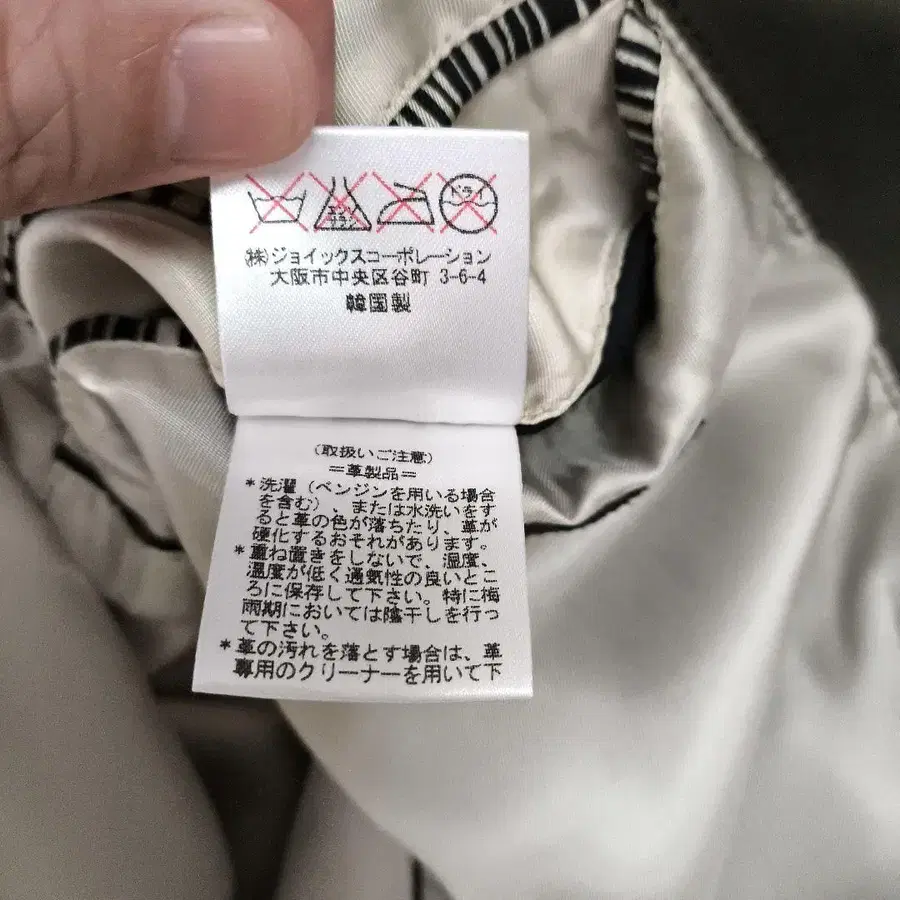 (株)ジョイックスコーポレーション
大阪市中央区谷町 3-6-4
韓国製
(取扱いご注意)
=革製品=
*洗濯(ベンジンを用いる場合
を含む)、または水洗いをす
ると革の色が落ちたり、革が
硬化するおそれがあります。
*重ね置きをしないで、湿度、
温度が低く通気性の良いとこ
ろに保存して下さい。特に梅
雨期においては陰干しを行っ
て下さい。
*革の汚れを落とす場合は、革
専用のクリーナーを用いて下